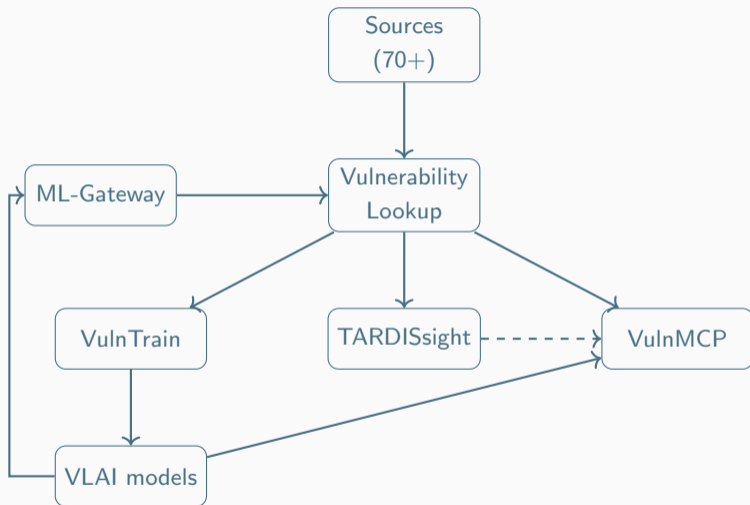 Sources
(70+)
ML-Gateway
Vulnerability
Lookup
VulnTrain
TARDISsight
VulnMCP
VLAI models